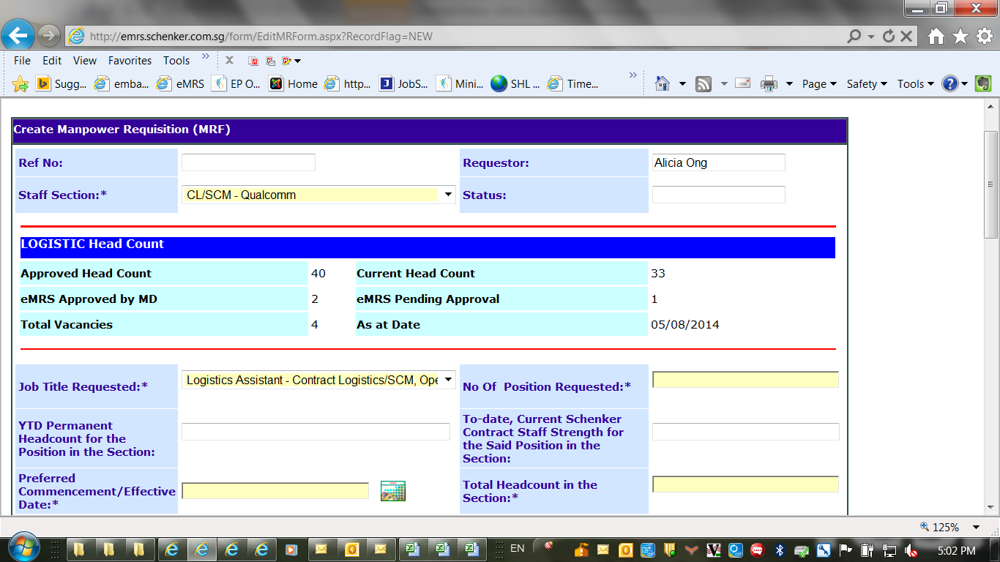 http://emrs.schenker.com.sg/form/EditMRForm.aspx?RecordFlag=NEW
File Edit View Favorites Tools »
Sugg... emba... eMRS EP O... Home http... JobS... Mini... SHL ... Time... » Page Safety Tools
Create Manpower Requisition (MRF)
Ref No: Requestor: Alicia Ong
Staff Section:* CL/SCM - Qualcomm Status:
LOGISTIC Head Count
Approved Head Count 40 Current Head Count 33
eMRS Approved by MD 2 eMRS Pending Approval 1
Total Vacancies 4 As at Date 05/08/2014
Job Title Requested:* Logistics Assistant - Contract Logistics/SCM, Ope No Of Position Requested:*
YTD Permanent
Headcount for the
Position in the Section:
To-date, Current Schenker
Contract Staff Strength for
the Said Position in the
Section:
Preferred
Commencement/Effective
Date:*
Total Headcount in the
Section:*
125%
EN 5:02 PM